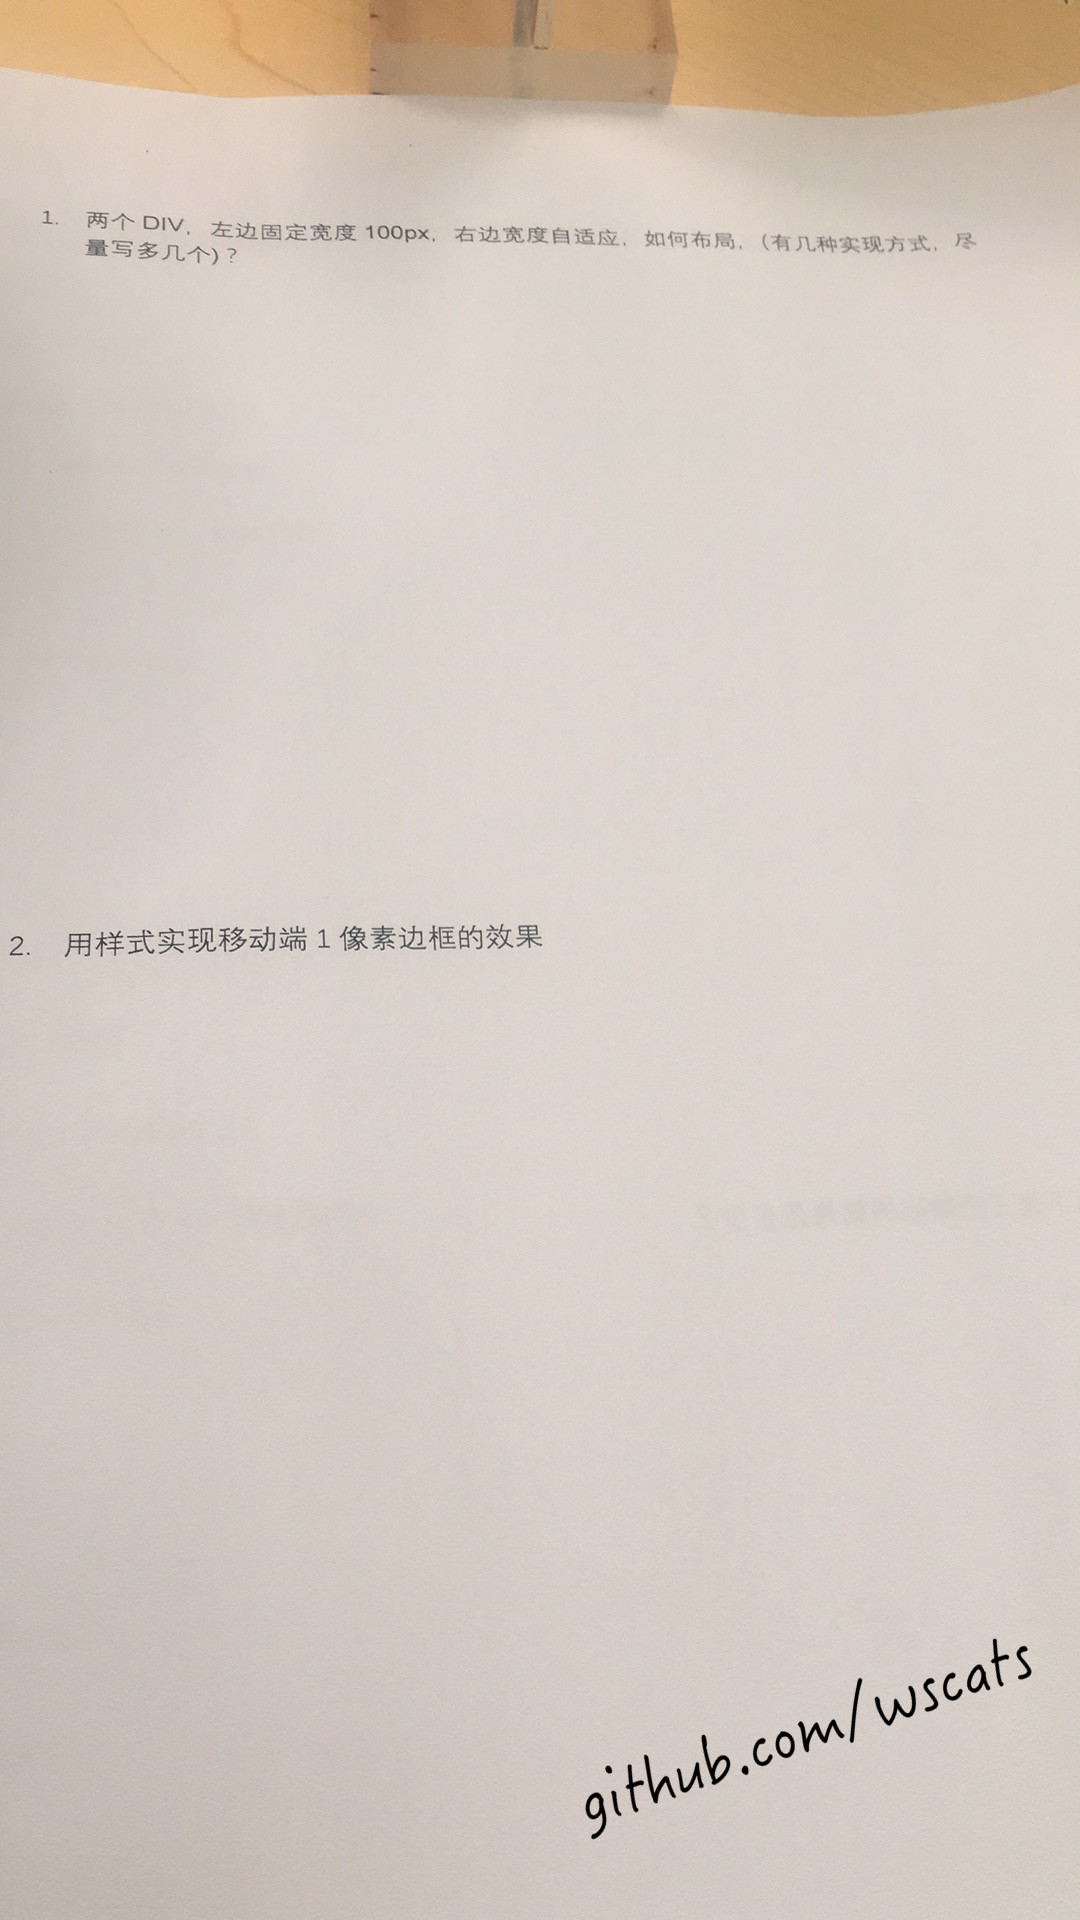 1. 两个 DIV，左边固定宽度 100px，右边宽度自适应，如何布局，(有几种实现方式，尽
量写多几个)？
2. 用样式实现移动端 1 像素边框的效果
github.com/wscats